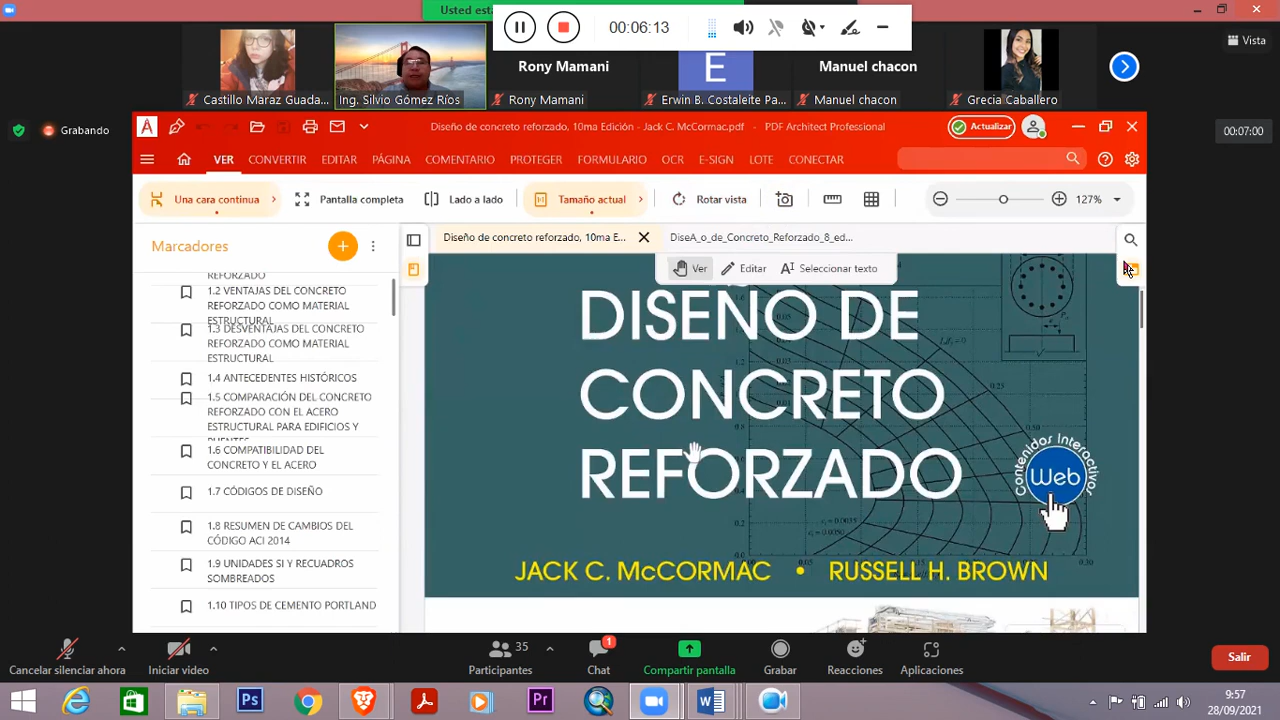 Usted est
00:06:13
Vista
Castillo Maraz Guada...
Ing. Silvio Gómez Ríos
Rony Mamani
Rony Mamani
E
Erwin B. Costaleite Pa...
Manuel chacon
Manuel chacon
Grecia Caballero
Grabando
00:07:00
Diseño de concreto reforzado, 10ma Edición - Jack C. McCormac.pdf - PDF Architect Professional
Actualizar
VER CONVERTIR EDITAR PÁGINA COMENTARIO PROTEGER FORMULARIO OCR E-SIGN LOTE CONECTAR
Una cara continua
Pantalla completa
Lado a lado
Tamaño actual
Rotar vista
127%
Marcadores
Diseño de concreto reforzado, 10ma E...
DiseA_o_de_Concreto_Reforzado_8_ed...
Ver
Editar
Seleccionar texto
REFORZADO
1.2 VENTAJAS DEL CONCRETO
REFORZADO COMO MATERIAL
ESTRUCTURAL
1.3 DESVENTAJAS DEL CONCRETO
REFORZADO COMO MATERIAL
ESTRUCTURAL
1.4 ANTECEDENTES HISTÓRICOS
1.5 COMPARACIÓN DEL CONCRETO
REFORZADO CON EL ACERO
ESTRUCTURAL PARA EDIFICIOS Y
PUENTES
1.6 COMPATIBILIDAD DEL
CONCRETO Y EL ACERO
1.7 CÓDIGOS DE DISEÑO
1.8 RESUMEN DE CAMBIOS DEL
CÓDIGO ACI 2014
1.9 UNIDADES SI Y RECUADROS
SOMBREADOS
1.10 TIPOS DE CEMENTO PORTLAND
DISEÑO DE
CONCRETO
REFORZADO
Contenidos Interactivos
Web
JACK C. McCORMAC • RUSSELL H. BROWN
Cancelar silenciar ahora
Iniciar video
35
Participantes
1
Chat
Compartir pantalla
Grabar
Reacciones
Aplicaciones
Salir
9:57
28/09/2021